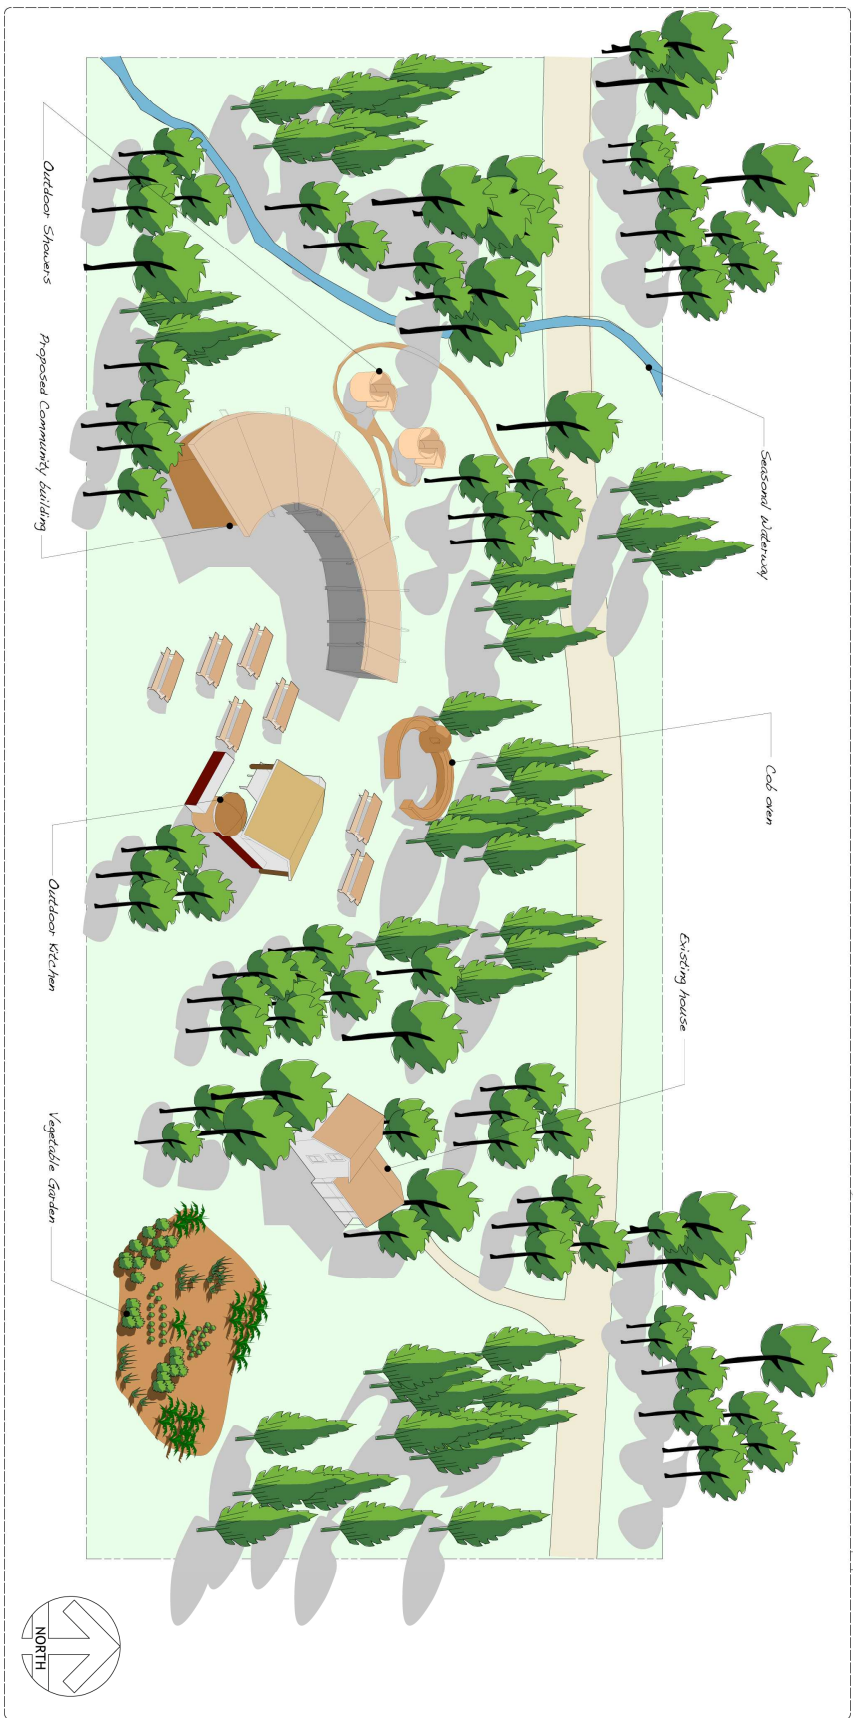 Seasonal Waterway
Cob oven
Existing house
Outdoor Showers
Proposed Community building
Outdoor Kitchen
Vegetable Garden
NORTH